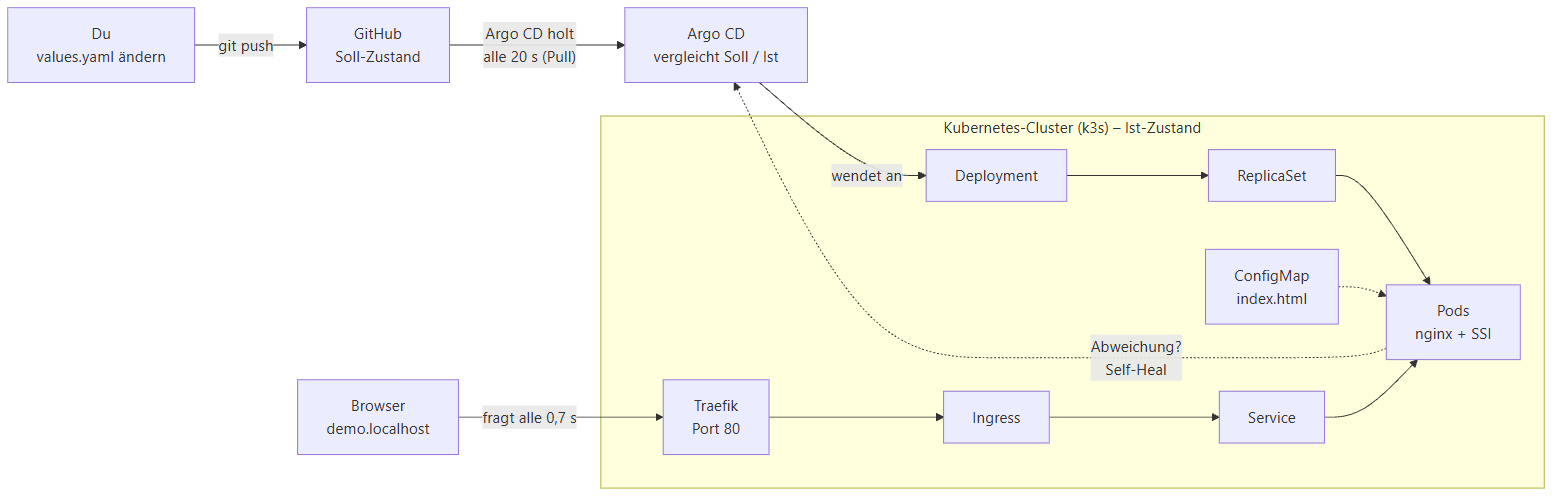 Du
values.yaml ändern
git push
GitHub
Soll-Zustand
Argo CD holt
alle 20 s (Pull)
Argo CD
vergleicht Soll / Ist
Kubernetes-Cluster (k3s) – Ist-Zustand
wendet an
Deployment
ReplicaSet
ConfigMap
index.html
Pods
nginx + SSI
Abweichung?
Self-Heal
Browser
demo.localhost
fragt alle 0,7 s
Traefik
Port 80
Ingress
Service